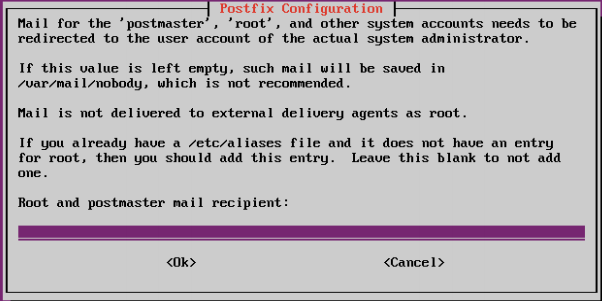 Postfix Configuration
Mail for the 'postmaster', 'root', and other system accounts needs to be
redirected to the user account of the actual system administrator.
If this value is left empty, such mail will be saved in
/var/mail/nobody, which is not recommended.
Mail is not delivered to external delivery agents as root.
If you already have a /etc/aliases file and it does not have an entry
for root, then you should add this entry.  Leave this blank to not add
one.
Root and postmaster mail recipient:
<Ok> <Cancel>